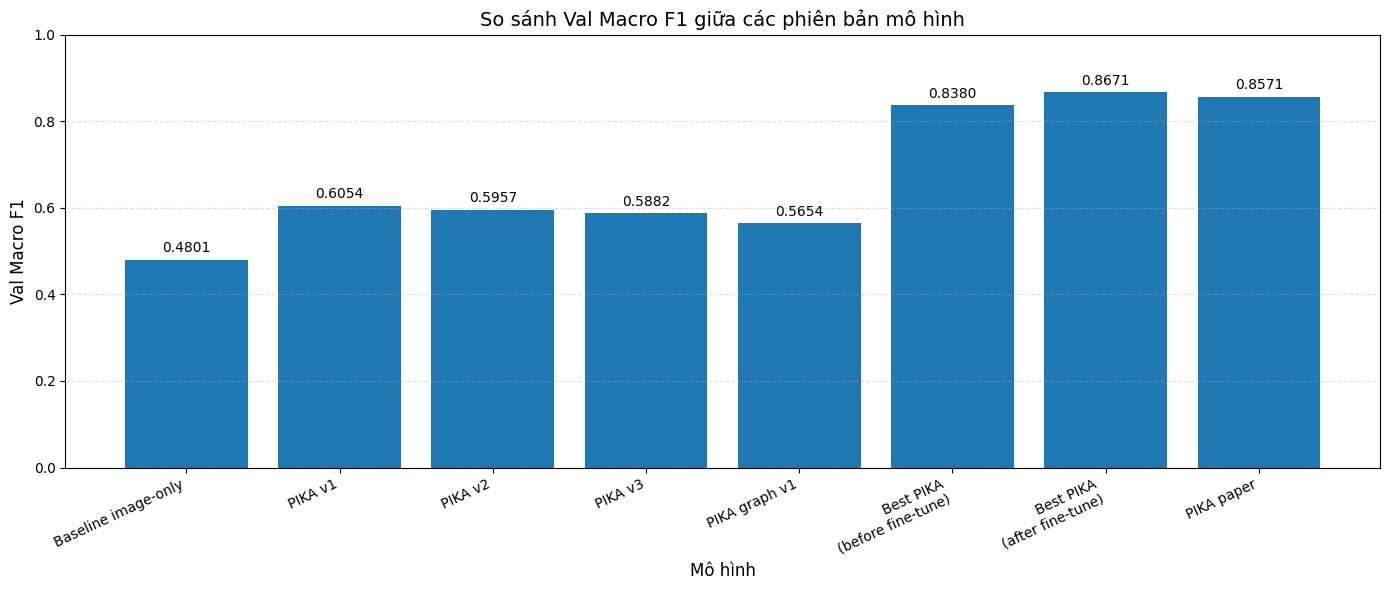 So sánh Val Macro F1 giữa các phiên bản mô hình
Val Macro F1
1.0
0.8
0.6
0.4
0.2
0.0
0.4801
0.6054
0.5957
0.5882
0.5654
0.8380
0.8671
0.8571
Baseline image-only
PIKA v1
PIKA v2
PIKA v3
PIKA graph v1
Best PIKA
(before fine-tune)
Best PIKA
(after fine-tune)
PIKA paper
Mô hình